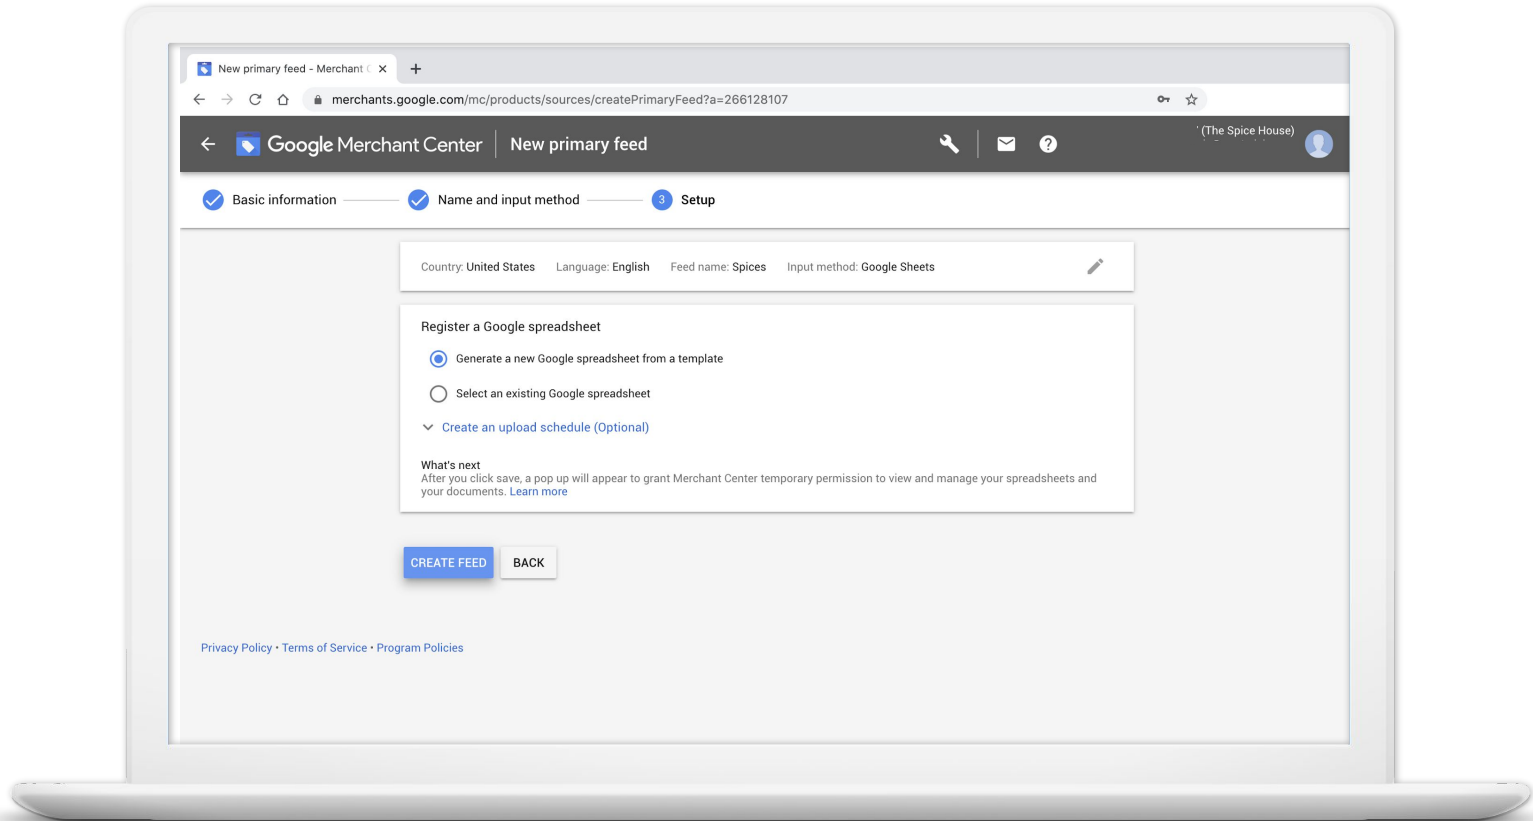 New primary feed - Merchant C
merchants.google.com/mc/products/sources/createPrimaryFeed?a=266128107
Google Merchant Center New primary feed
(The Spice House)
Basic information Name and input method 3 Setup
Country: United States Language: English Feed name: Spices Input method: Google Sheets
Register a Google spreadsheet
Generate a new Google spreadsheet from a template
Select an existing Google spreadsheet
Create an upload schedule (Optional)
What's next
After you click save, a pop up will appear to grant Merchant Center temporary permission to view and manage your spreadsheets and
your documents. Learn more
CREATE FEED BACK
Privacy Policy • Terms of Service • Program Policies